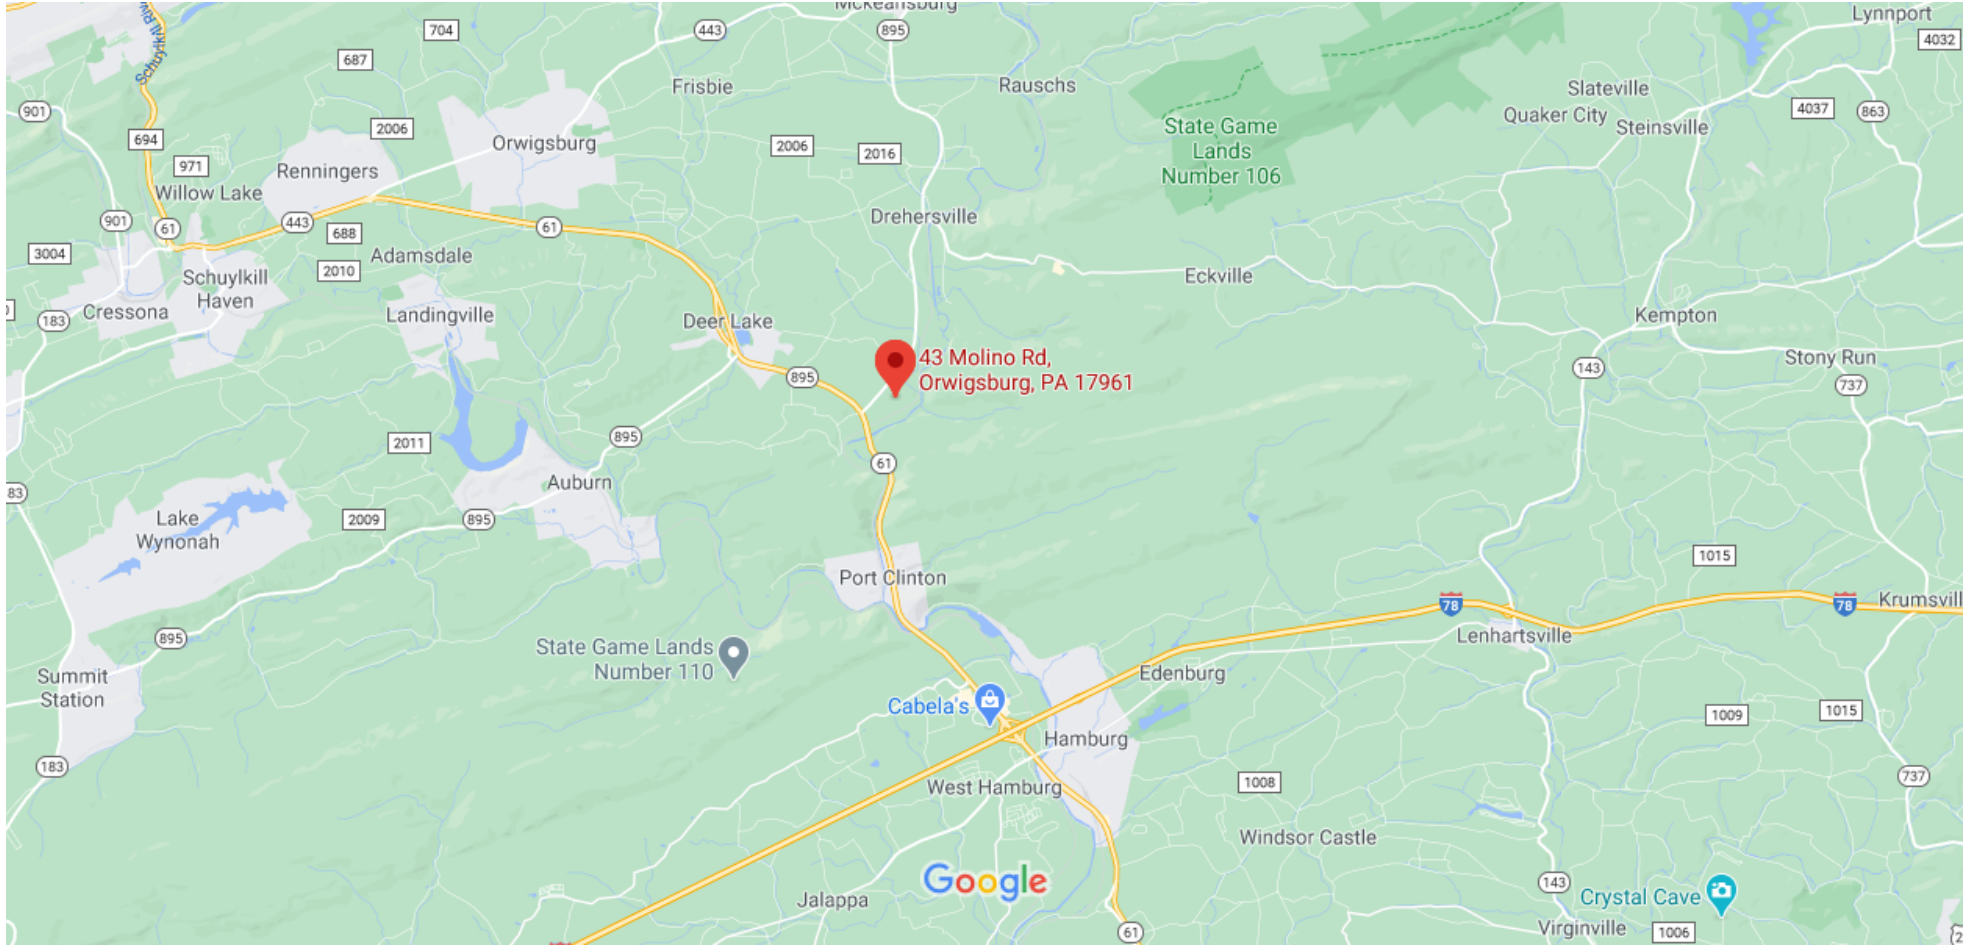 Mckeansburg
Lynnport
704
443
895
4032
687
Schuylkill Riv
Frisbie
Rauschs
Slateville
901
4037
863
Quaker City
Steinsville
2006
State Game
Lands
Number 106
694
Orwigsburg
2006
2016
971
Renningers
Willow Lake
Drehersville
901
61
443
61
688
3004
Adamsdale
2010
Schuylkill
Haven
Eckville
Cressona
183
Landingville
Deer Lake
Kempton
43 Molino Rd,
Orwigsburg, PA 17961
895
143
Stony Run
737
2011
895
61
Auburn
83
Lake
Wynonah
2009
895
1015
Port Clinton
78
78
Krumsvill
895
Lenhartsville
State Game Lands
Number 110
Summit
Station
Edenburg
Cabela's
1009
1015
Hamburg
183
737
1008
West Hamburg
Windsor Castle
Google
143
Crystal Cave
Jalappa
Virginville
1006
61
2